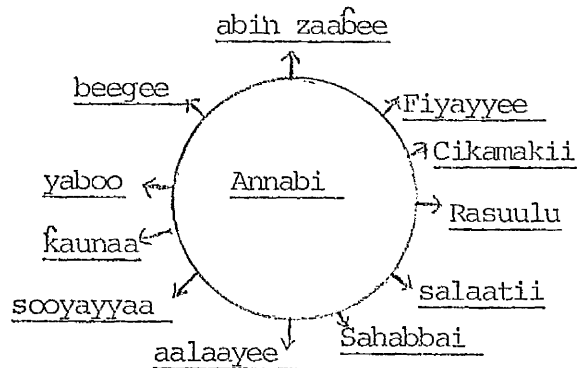 abin zaaɓee
beegee
Fiyayyee
Cikamakii
yaboo
Annabi
Rasuulu
ƙaunaa
salaatii
sooyayyaa
Sahabbai
aalaayee